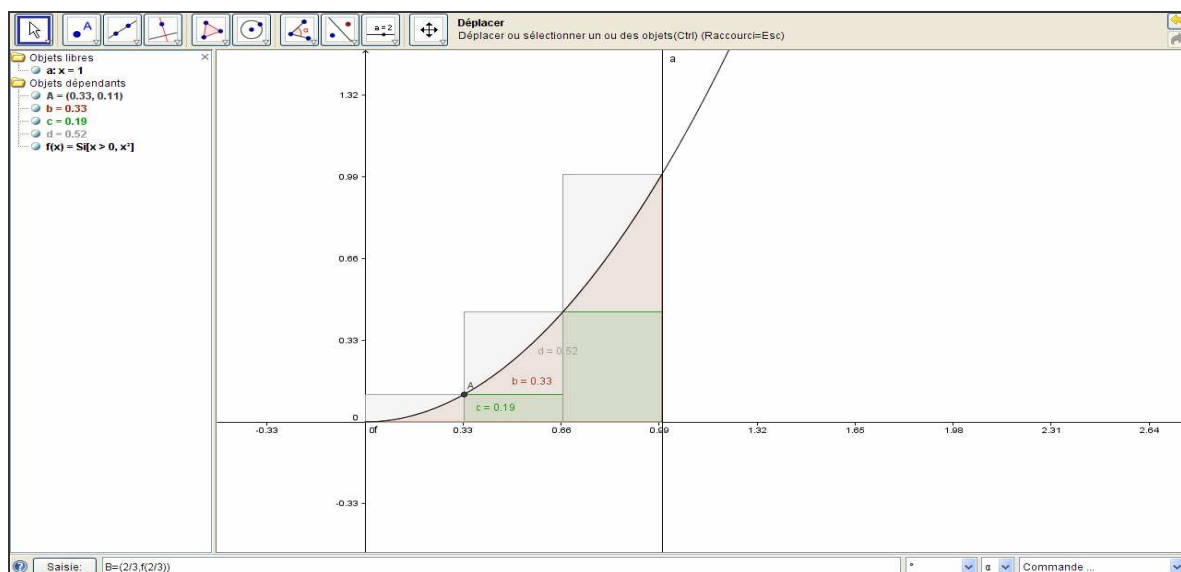 Déplacer
Déplacer ou sélectionner un ou des objets(Ctrl) (Raccourci=Esc)
A
α
a=2
Objets libres
a: x = 1
Objets dépendants
A = (0.33, 0.11)
b = 0.33
c = 0.19
d = 0.52
f(x) = Si[x > 0, x²]
a
1.32
0.99
0.66
0.33
d = 0.52
b = 0.33
A
c = 0.19
0
-0.33
0f
0.33
0.66
0.99
1.32
1.65
1.98
2.31
2.64
-0.33
Saisie:
B=(2/3,f(2/3))
°
α
Commande ...